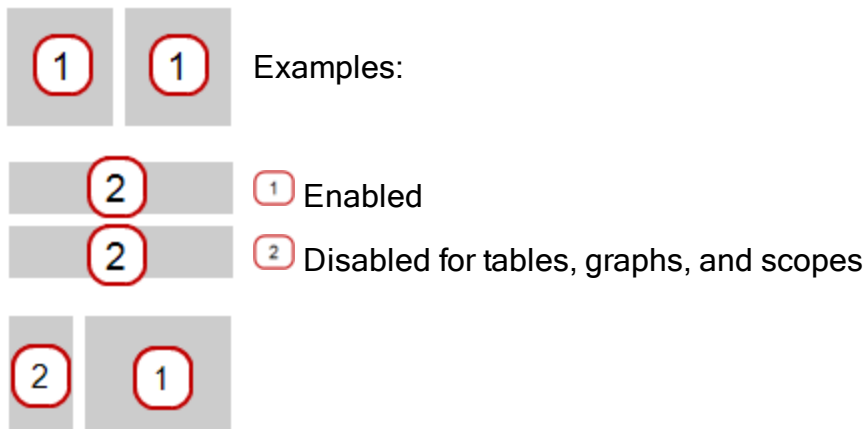 1 1 Examples:
2
1 Enabled
2
2 Disabled for tables, graphs, and scopes
2 1